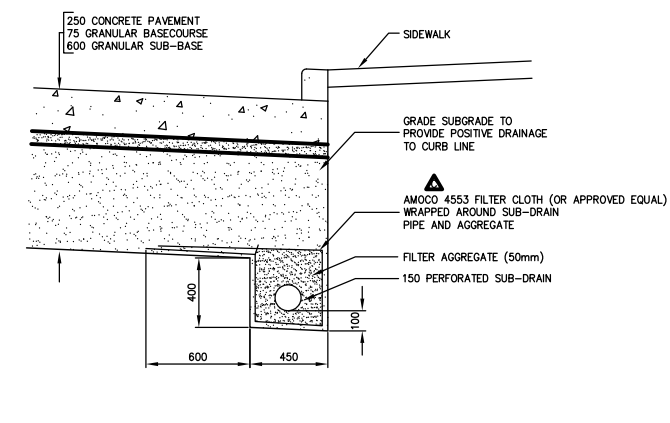 250 CONCRETE PAVEMENT
75 GRANULAR BASECOURSE
600 GRANULAR SUB-BASE
SIDEWALK
GRADE SUBGRADE TO
PROVIDE POSITIVE DRAINAGE
TO CURB LINE
AMOCO 4553 FILTER CLOTH (OR APPROVED EQUAL)
WRAPPED AROUND SUB-DRAIN
PIPE AND AGGREGATE
FILTER AGGREGATE (50mm)
150 PERFORATED SUB-DRAIN
400
100
600
450